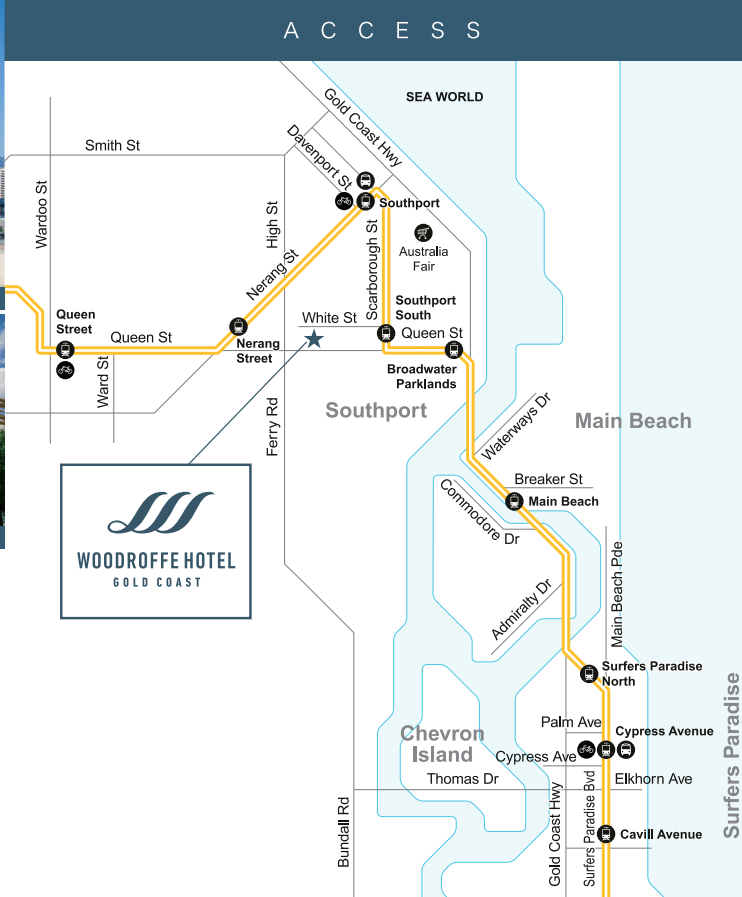 ACCESS
SEA WORLD
Gold Coast Hwy
Smith St
Davenport St
Wardoo St
High St
Southport
Scarborough St
Australia
Fair
Nerang St
Queen
Street
Queen St
Nerang
Street
White St
Southport
South
Queen St
Broadwater
Parklands
Ward St
Ferry Rd
Southport
Waterways Dr
Main Beach
Breaker St
Main Beach
Commodore Dr
WOODROFFE HOTEL
GOLD COAST
Admiralty Dr
Main Beach Pde
Surfers Paradise
North
Palm Ave
Cypress Avenue
Chevron
Island
Cypress Ave
Thomas Dr
Elkhorn Ave
Surfers Paradise
Bundall Rd
Gold Coast Hwy
Surfers Paradise Bvd
Cavill Avenue